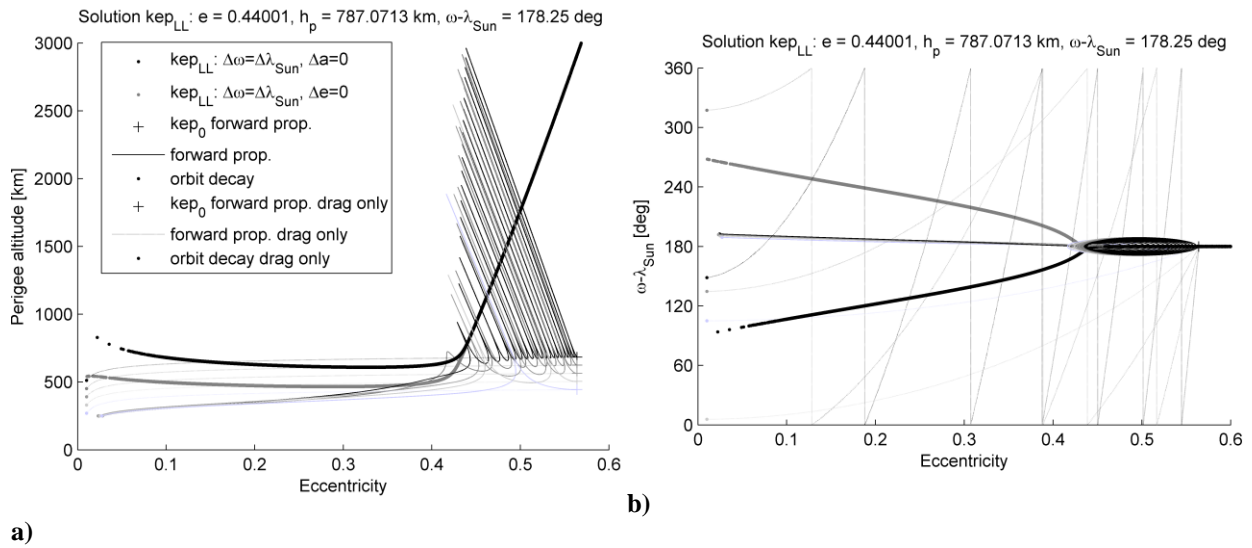 Solution kep_LL: e = 0.44001, h_p = 787.0713 km, ω-λ_Sun = 178.25 deg
3000
2500
2000
1500
1000
500
0
Perigee altitude [km]
kep_LL: Δω=Δλ_Sun, Δa=0
kep_LL: Δω=Δλ_Sun, Δe=0
kep_0 forward prop.
forward prop.
orbit decay
kep_0 forward prop. drag only
forward prop. drag only
orbit decay drag only
0 0.1 0.2 0.3 0.4 0.5 0.6
Eccentricity
a)
Solution kep_LL: e = 0.44001, h_p = 787.0713 km, ω-λ_Sun = 178.25 deg
360
300
240
180
120
60
0
ω-λ_Sun [deg]
0 0.1 0.2 0.3 0.4 0.5 0.6
Eccentricity
b)